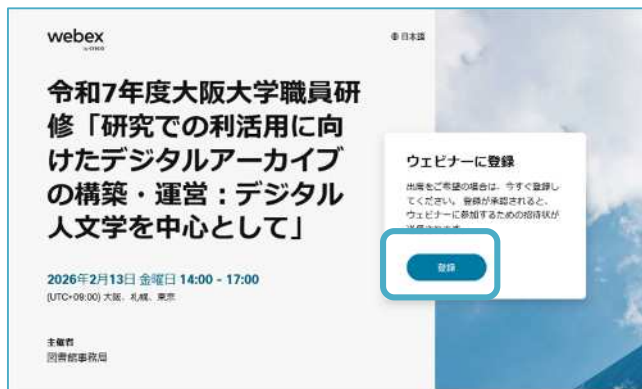 webex
by CISCO
日本語
令和7年度大阪大学職員研
修「研究での利活用に向
けたデジタルアーカイブ
の構築・運営：デジタル
人文学を中心として」
2026年2月13日 金曜日 14:00 - 17:00
(UTC+09:00) 大阪、札幌、東京
主催者
図書館事務局
ウェビナーに登録
出席をご希望の場合は、今すぐ登録し
てください。登録が承認されると、
ウェビナーに参加するための招待状が
登録